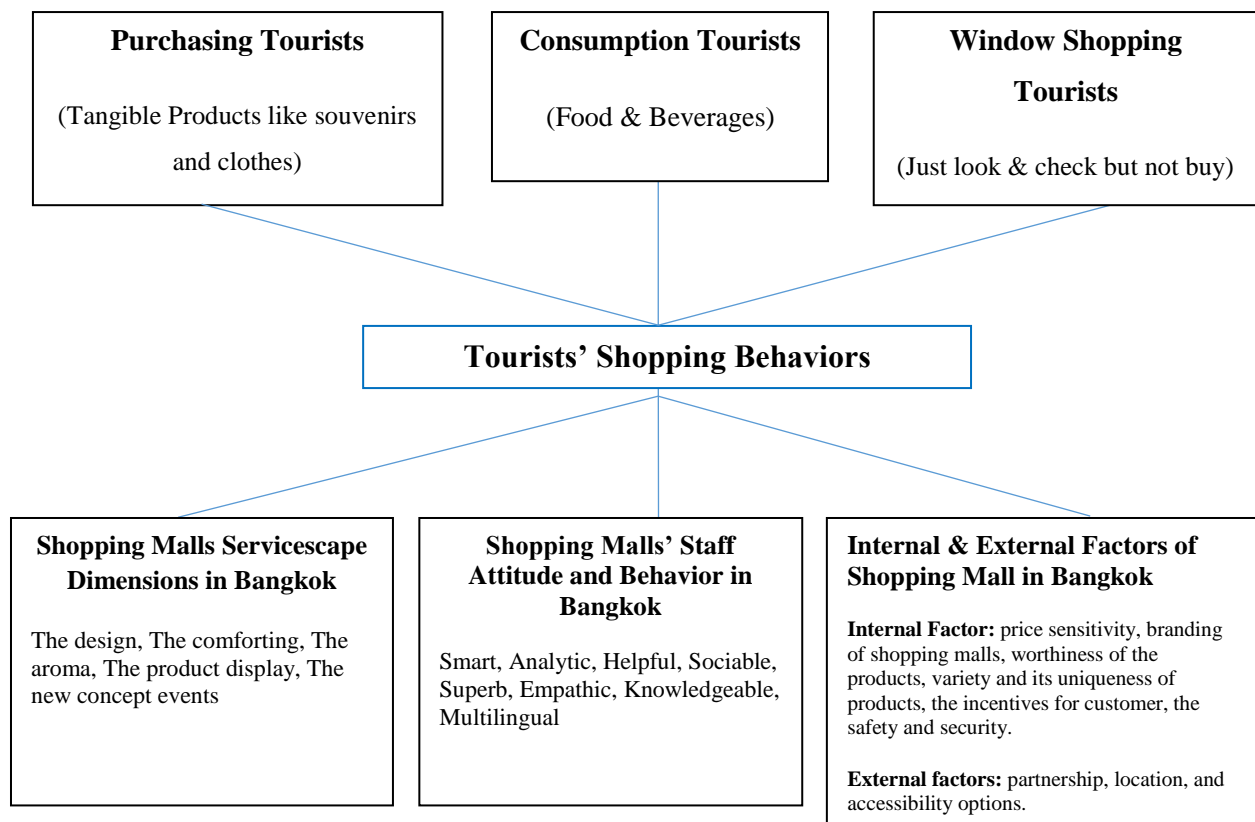 Purchasing Tourists
(Tangible Products like souvenirs
and clothes)
Consumption Tourists
(Food & Beverages)
Window Shopping
Tourists
(Just look & check but not buy)
Tourists’ Shopping Behaviors
Shopping Malls Servicescape
Dimensions in Bangkok
The design, The comforting, The
aroma, The product display, The
new concept events
Shopping Malls’ Staff
Attitude and Behavior in
Bangkok
Smart, Analytic, Helpful, Sociable,
Superb, Empathic, Knowledgeable,
Multilingual
Internal & External Factors of
Shopping Mall in Bangkok
Internal Factor: price sensitivity, branding
of shopping malls, worthiness of the
products, variety and its uniqueness of
products, the incentives for customer, the
safety and security.
External factors: partnership, location, and
accessibility options.